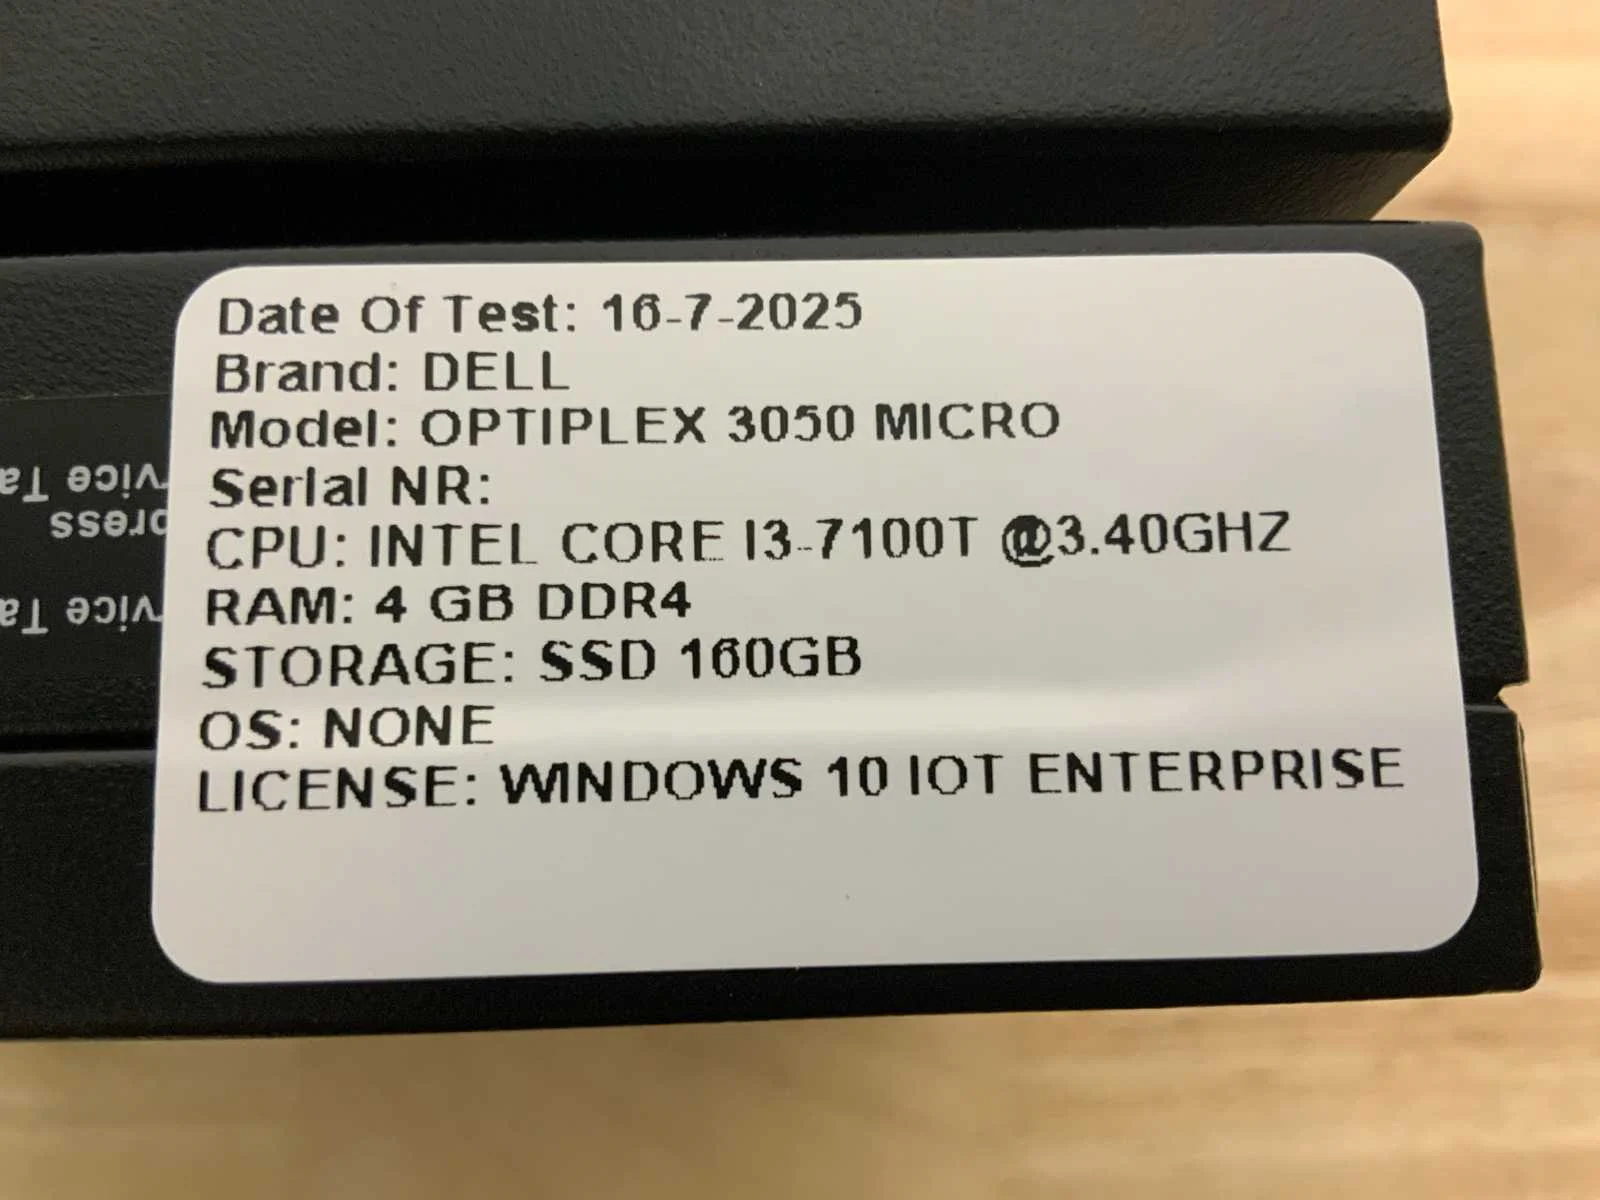 Date Of Test: 16-7-2025
Brand: DELL
Model: OPTIPLEX 3050 MICRO
Serial NR:
CPU: INTEL CORE I3-7100T @3.40GHZ
RAM: 4 GB DDR4
STORAGE: SSD 160GB
OS: NONE
LICENSE: WINDOWS 10 IOT ENTERPRISE